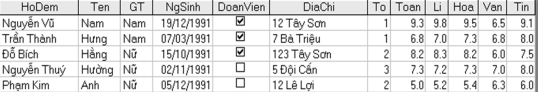 HoDem Ten GT NgSinh DoanVien DiaChi To Toan Li Hoa Van Tin
Nguyễn Vũ Nam Nam 19/12/1991 12 Tây Sơn 1 9.3 9.8 9.5 6.5 9.1
Trần Thành Hưng Nam 07/03/1991 7 Bà Triệu 1 6.8 7.0 7.3 6.8 8.0
Đỗ Bích Hằng Nữ 15/10/1991 123 Tây Sơn 2 8.2 8.3 8.2 6.0 7.5
Nguyễn Thuý Hường Nữ 02/11/1991 5 Đội Cấn 3 7.3 7.2 7.3 7.0 8.0
Phạm Kim Anh Nữ 05/12/1991 12 Lê Lợi 2 5.0 5.2 5.4 6.3 6.0